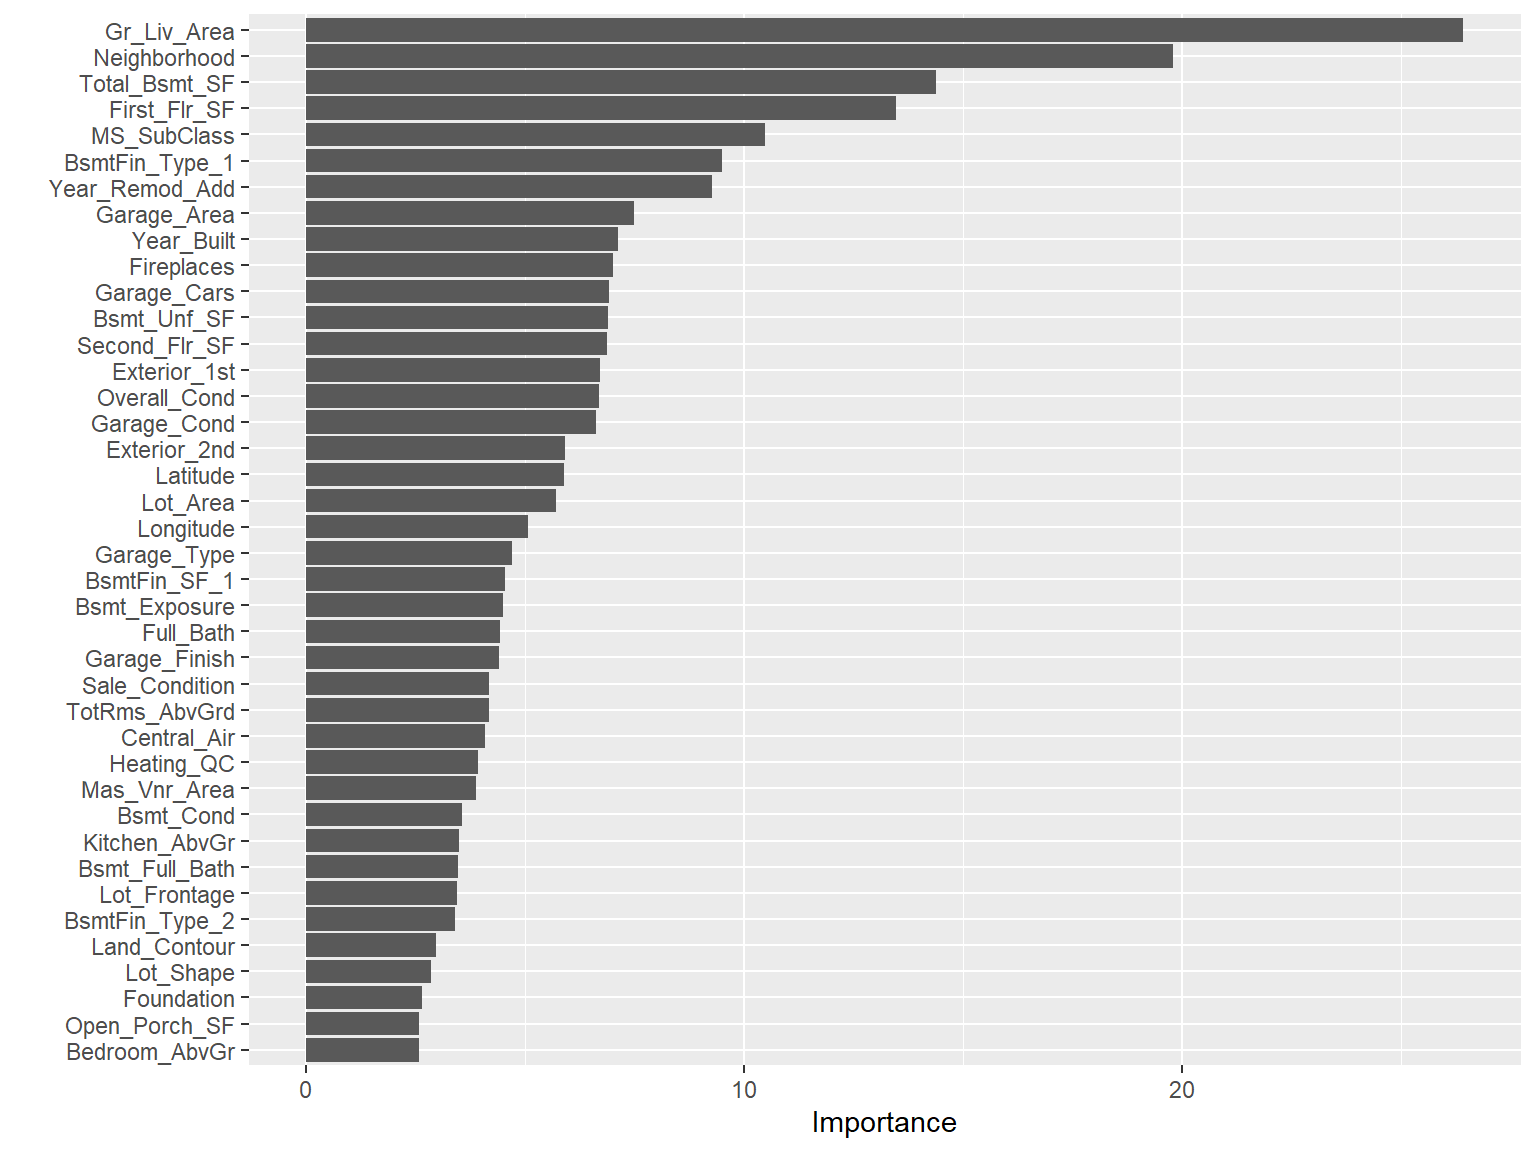 Gr_Liv_Area
Neighborhood
Total_Bsmt_SF
First_Flr_SF
MS_SubClass
BsmtFin_Type_1
Year_Remod_Add
Garage_Area
Year_Built
Fireplaces
Garage_Cars
Bsmt_Unf_SF
Second_Flr_SF
Exterior_1st
Overall_Cond
Garage_Cond
Exterior_2nd
Latitude
Lot_Area
Longitude
Garage_Type
BsmtFin_SF_1
Bsmt_Exposure
Full_Bath
Garage_Finish
Sale_Condition
TotRms_AbvGrd
Central_Air
Heating_QC
Mas_Vnr_Area
Bsmt_Cond
Kitchen_AbvGr
Bsmt_Full_Bath
Lot_Frontage
BsmtFin_Type_2
Land_Contour
Lot_Shape
Foundation
Open_Porch_SF
Bedroom_AbvGr
0 10 20
Importance